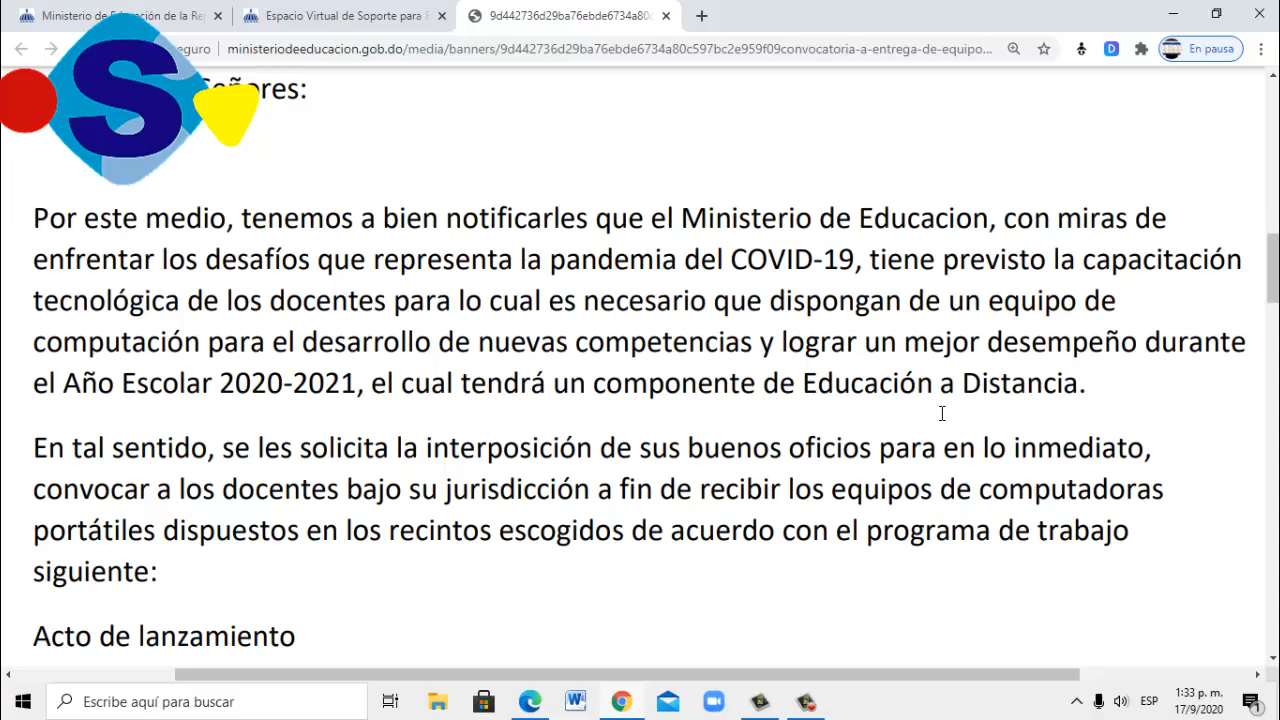 Ministerio de Educación de la Re
Espacio Virtual de Soporte para E
9d442736d29ba76ebde6734a80
ministeriodeeducacion.gob.do/media/banners/9d442736d29ba76ebde6734a80c597bc2e959f09convocatoria-a-entrega-de-equipo...
En pausa
S
Señores:
Por este medio, tenemos a bien notificarles que el Ministerio de Educacion, con miras de
enfrentar los desafíos que representa la pandemia del COVID-19, tiene previsto la capacitación
tecnológica de los docentes para lo cual es necesario que dispongan de un equipo de
computación para el desarrollo de nuevas competencias y lograr un mejor desempeño durante
el Año Escolar 2020-2021, el cual tendrá un componente de Educación a Distancia.
En tal sentido, se les solicita la interposición de sus buenos oficios para en lo inmediato,
convocar a los docentes bajo su jurisdicción a fin de recibir los equipos de computadoras
portátiles dispuestos en los recintos escogidos de acuerdo con el programa de trabajo
siguiente:
Acto de lanzamiento
Escribe aquí para buscar
ESP
1:33 p. m.
17/9/2020